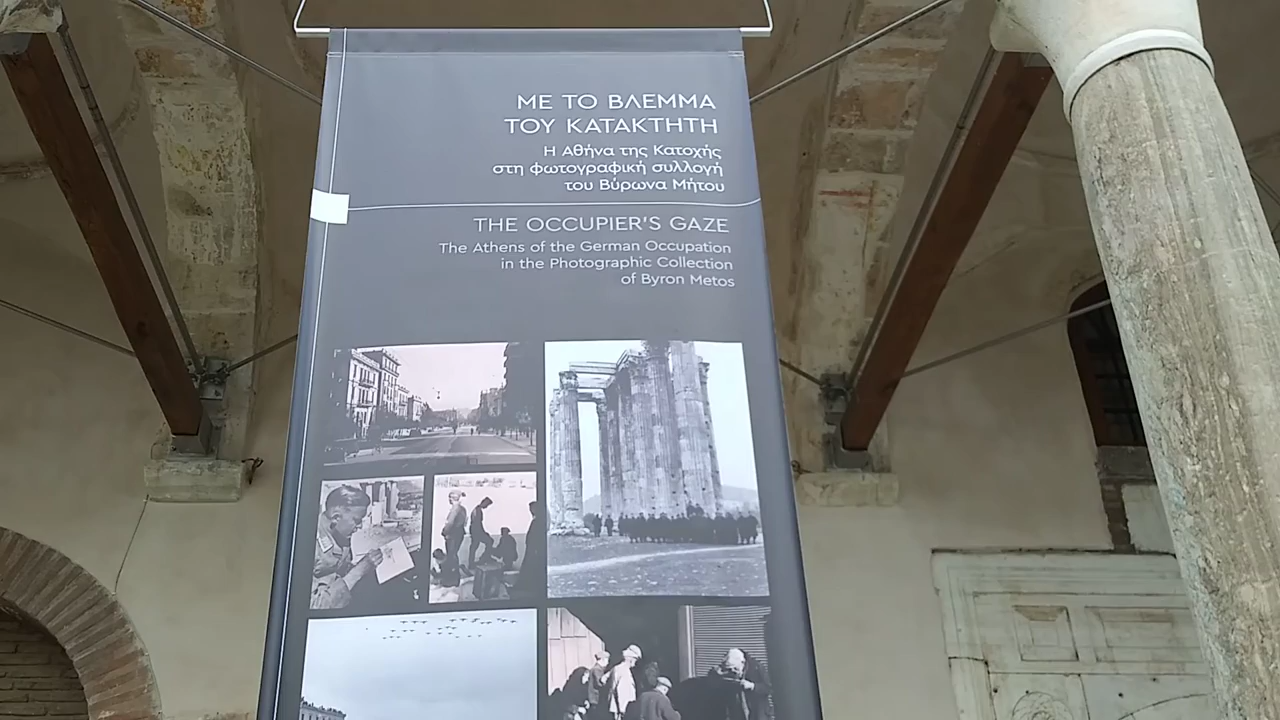 ΜΕ ΤΟ ΒΛΕΜΜΑ
ΤΟΥ ΚΑΤΑΚΤΗΤΗ
Η Αθήνα της Κατοχής
στη φωτογραφική συλλογή
του Βύρωνα Μήτου
THE OCCUPIER'S GAZE
The Athens of the German Occupation
in the Photographic Collection
of Byron Metos